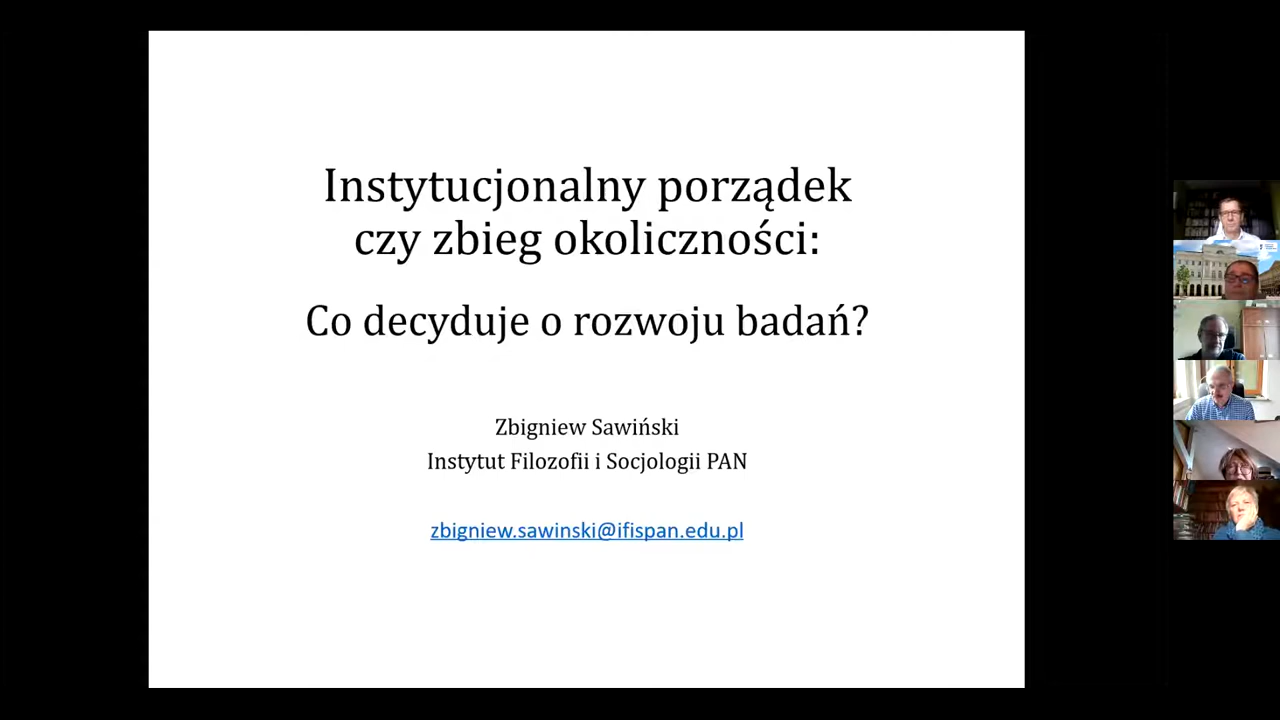 Instytucjonalny porządek
czy zbieg okoliczności:
Co decyduje o rozwoju badań?
Zbigniew Sawiński
Instytut Filozofii i Socjologii PAN
zbigniew.sawinski@ifispan.edu.pl